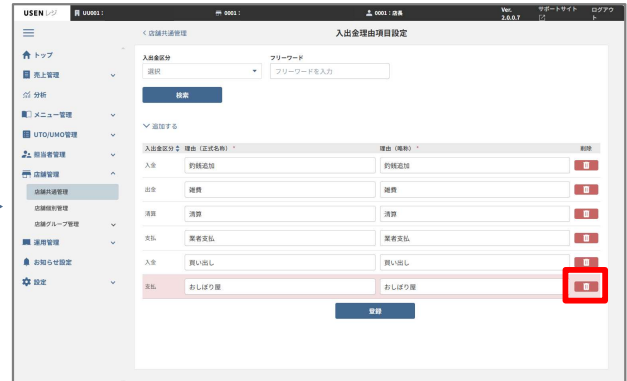 USEN レジ UU001： 0001： 0001：店長 Ver. 2.0.0.7 サポートサイト ログアウト
＜ 店舗共通管理 入出金理由項目設定
トップ
売上管理
分析
メニュー管理
UTO/UMO管理
担当者管理
店舗管理
店舗共通管理
店舗個別管理
店舗グループ管理
運用管理
お知らせ設定
設定
入出金区分 フリーワード
選択 フリーワードを入力
検索
追加する
入出金区分 理由（正式名称） * 理由（略称） * 削除
入金 釣銭追加 釣銭追加
出金 雑費 雑費
清算 清算 清算
支払 業者支払 業者支払
入金 買い出し 買い出し
支払 おしぼり屋 おしぼり屋
登録